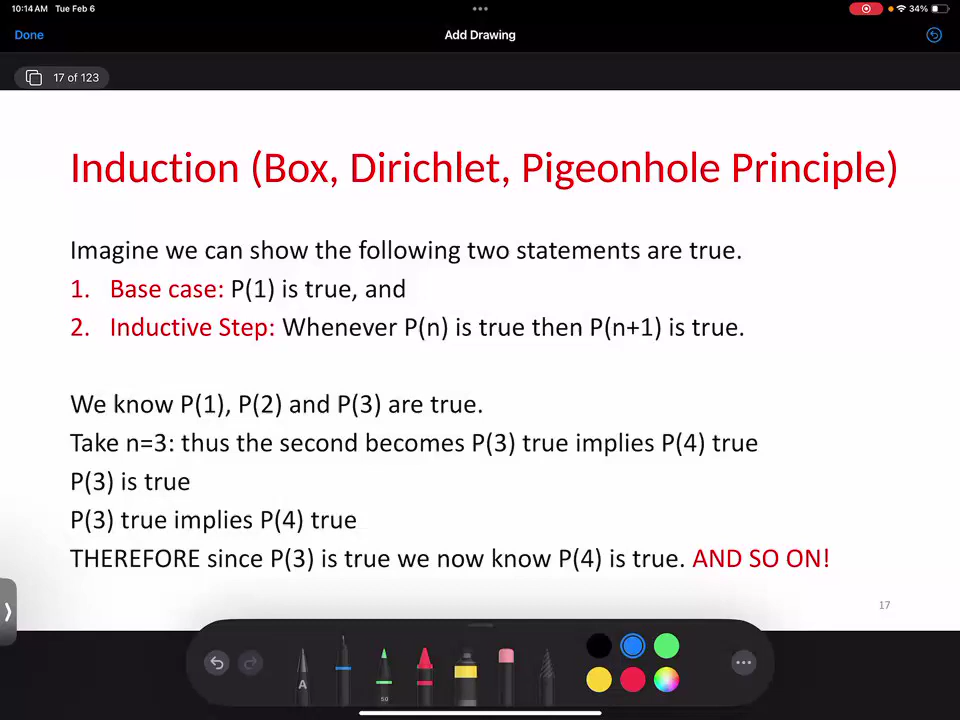 10:14 AM Tue Feb 6
34%
Done
Add Drawing
17 of 123
Induction (Box, Dirichlet, Pigeonhole Principle)
Imagine we can show the following two statements are true.
1. Base case: P(1) is true, and
2. Inductive Step: Whenever P(n) is true then P(n+1) is true.
We know P(1), P(2) and P(3) are true.
Take n=3: thus the second becomes P(3) true implies P(4) true
P(3) is true
P(3) true implies P(4) true
THEREFORE since P(3) is true we now know P(4) is true. AND SO ON!
17
A
50